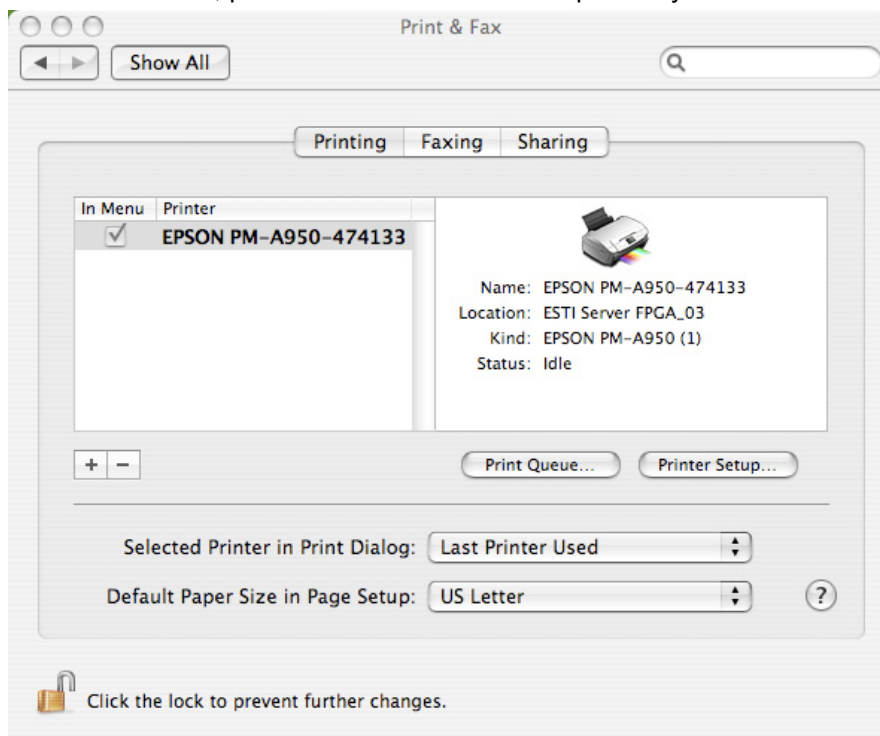 Print & Fax
Show All
Printing Faxing Sharing
In Menu Printer
EPSON PM-A950-474133
Name: EPSON PM-A950-474133
Location: ESTI Server FPGA_03
Kind: EPSON PM-A950 (1)
Status: Idle
+ −
Print Queue... Printer Setup...
Selected Printer in Print Dialog: Last Printer Used
Default Paper Size in Page Setup: US Letter ?
Click the lock to prevent further changes.